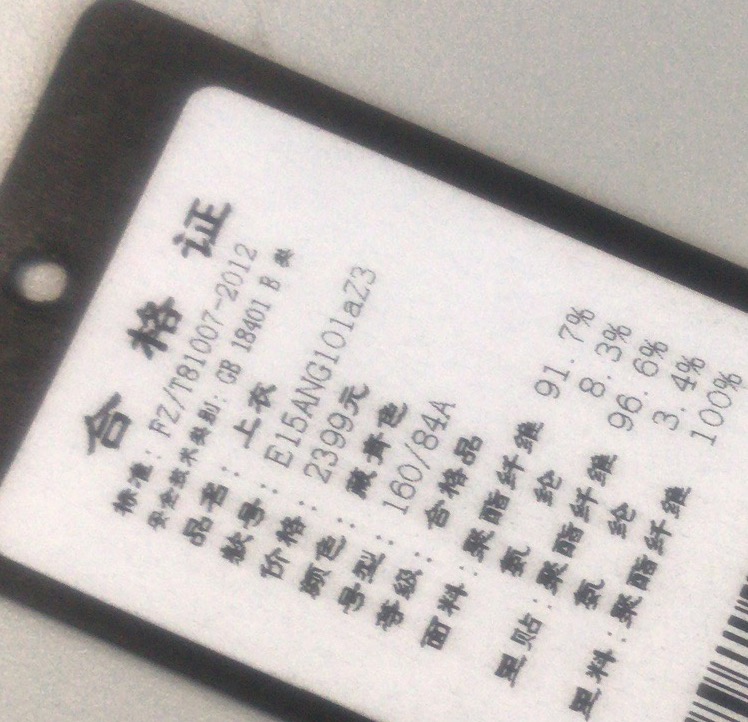 合格证
标准: FZ/T81007-2012
安全技术类别: GB 18401 B 类
品名: 上衣
款号: E15ANG101aZ3
价格: 2399元
颜色: 藏青色
号型: 160/84A
等级: 合格品
面料: 聚酯纤维 91.7%
氨纶 8.3%
里贴: 聚酯纤维 96.6%
氨纶 3.4%
里料: 聚酯纤维 100%